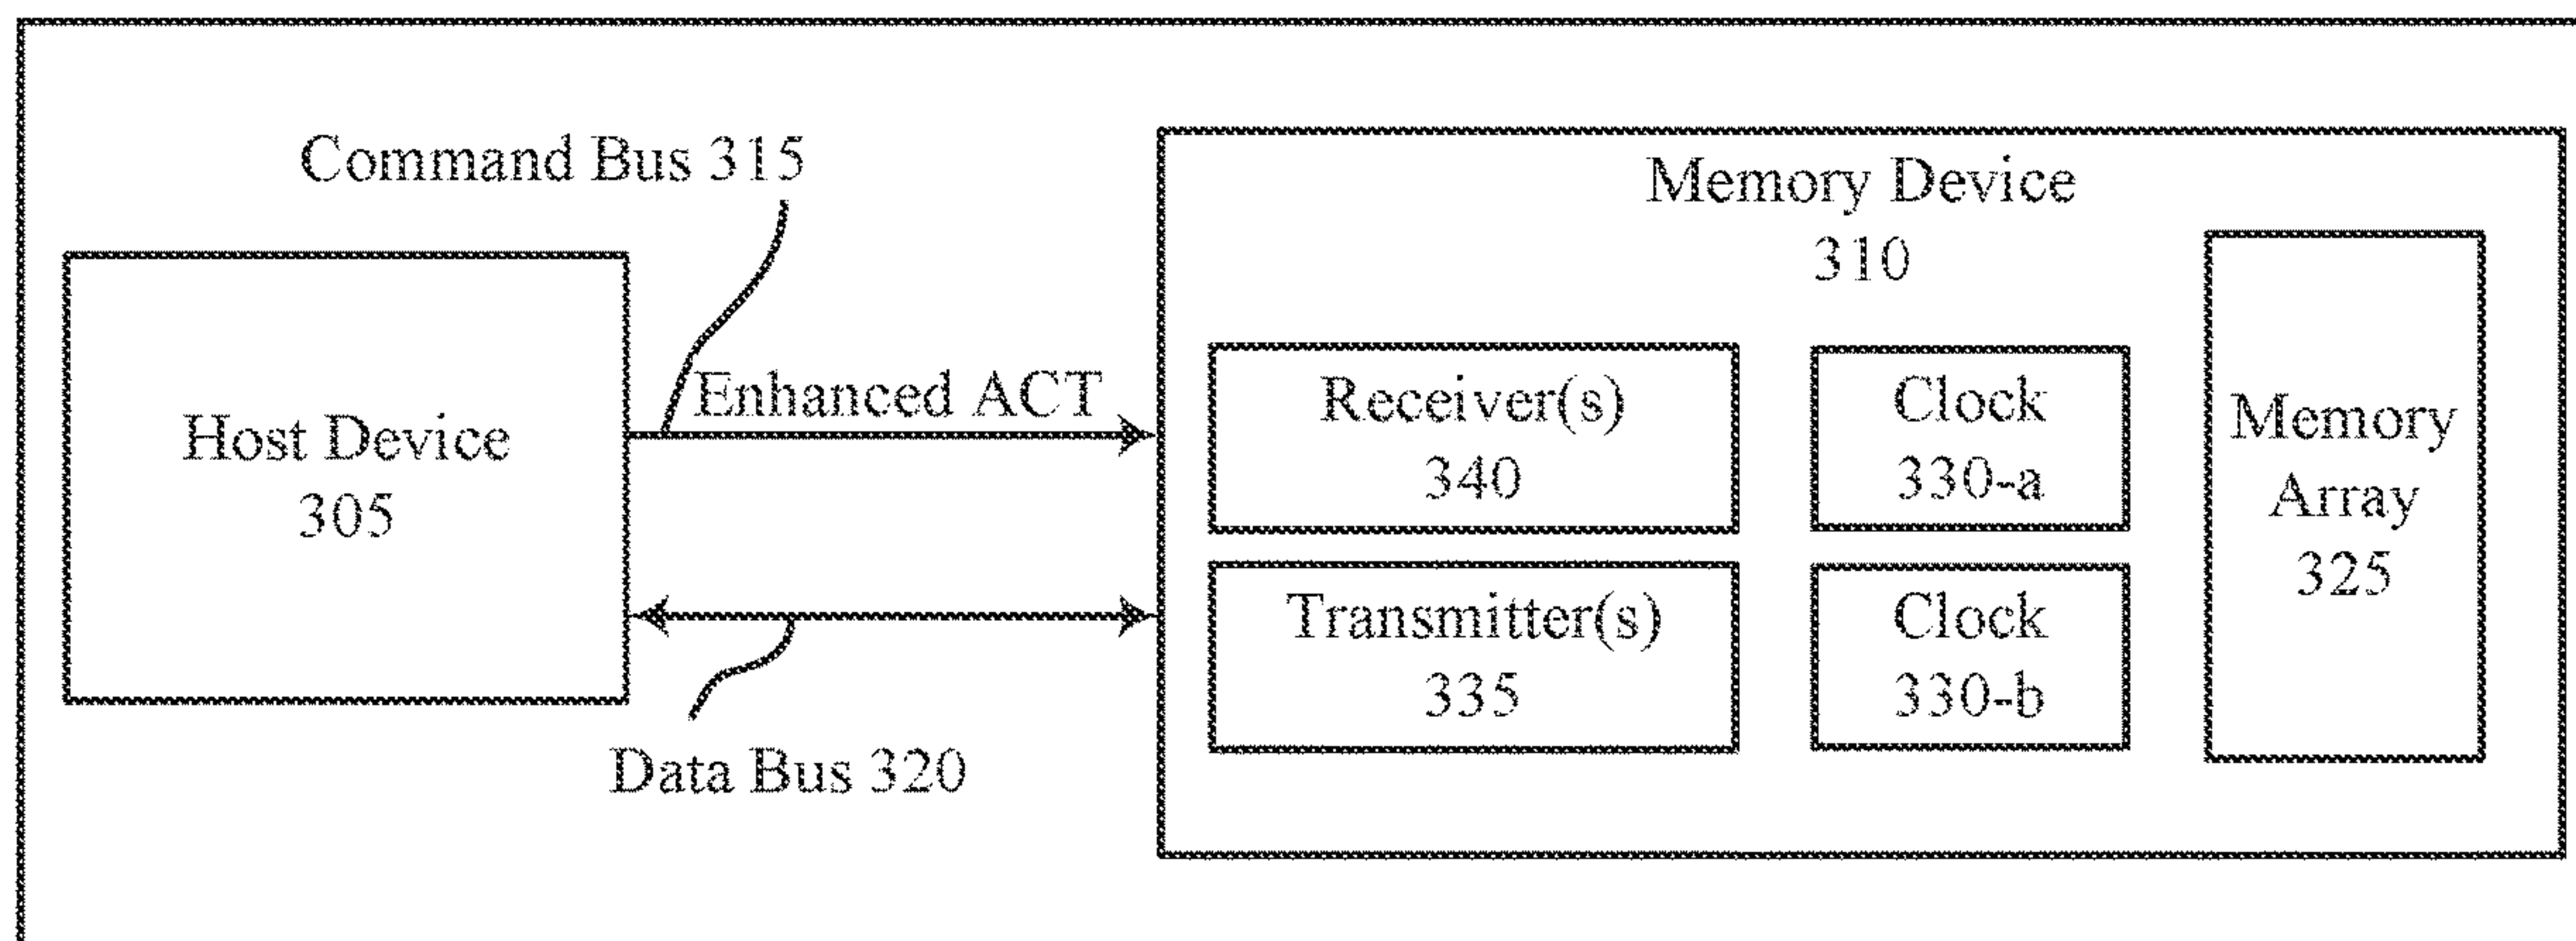 Command Bus 315
Memory Device
310
Host Device
305
Enhanced ACT
Receiver(s)
340
Clock
330-a
Memory
Array
325
Transmitter(s)
335
Clock
330-b
Data Bus 320